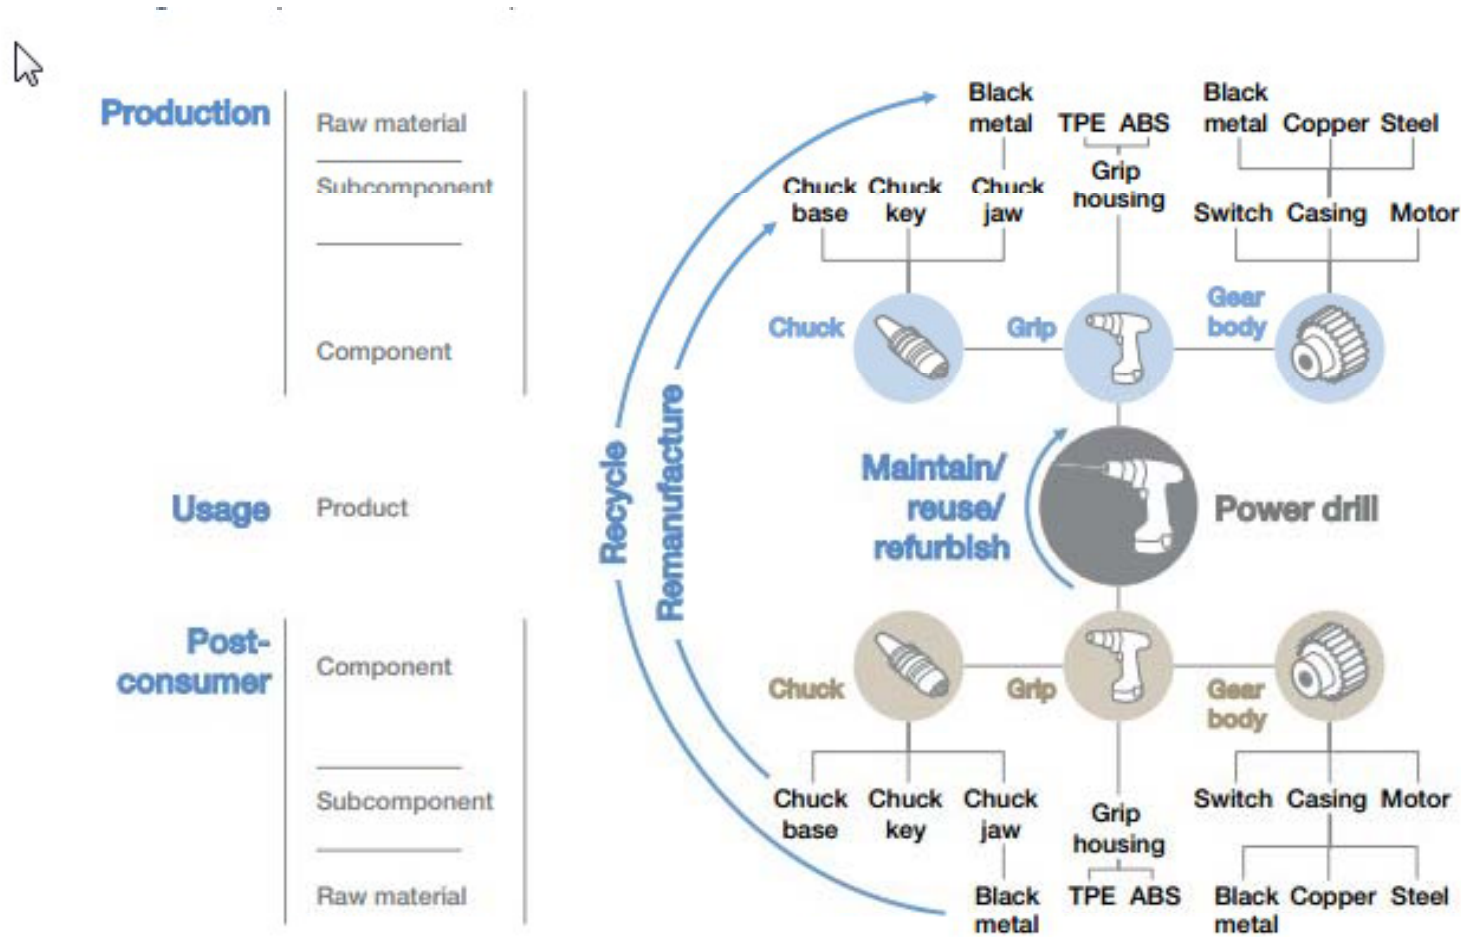 Production
Raw material
Subcomponent
Component
Usage
Product
Post-
consumer
Component
Subcomponent
Raw material
Recycle
Remanufacture
Maintain/
reuse/
refurbish
Black
metal
TPE ABS
Black
metal Copper Steel
Chuck
base
Chuck
key
Chuck
jaw
Grip
housing
Switch Casing Motor
Chuck
Grip
Gear
body
Power drill
Chuck
Grip
Gear
body
Chuck
base
Chuck
key
Chuck
jaw
Grip
housing
Switch Casing Motor
Black
metal
TPE ABS
Black
metal Copper Steel